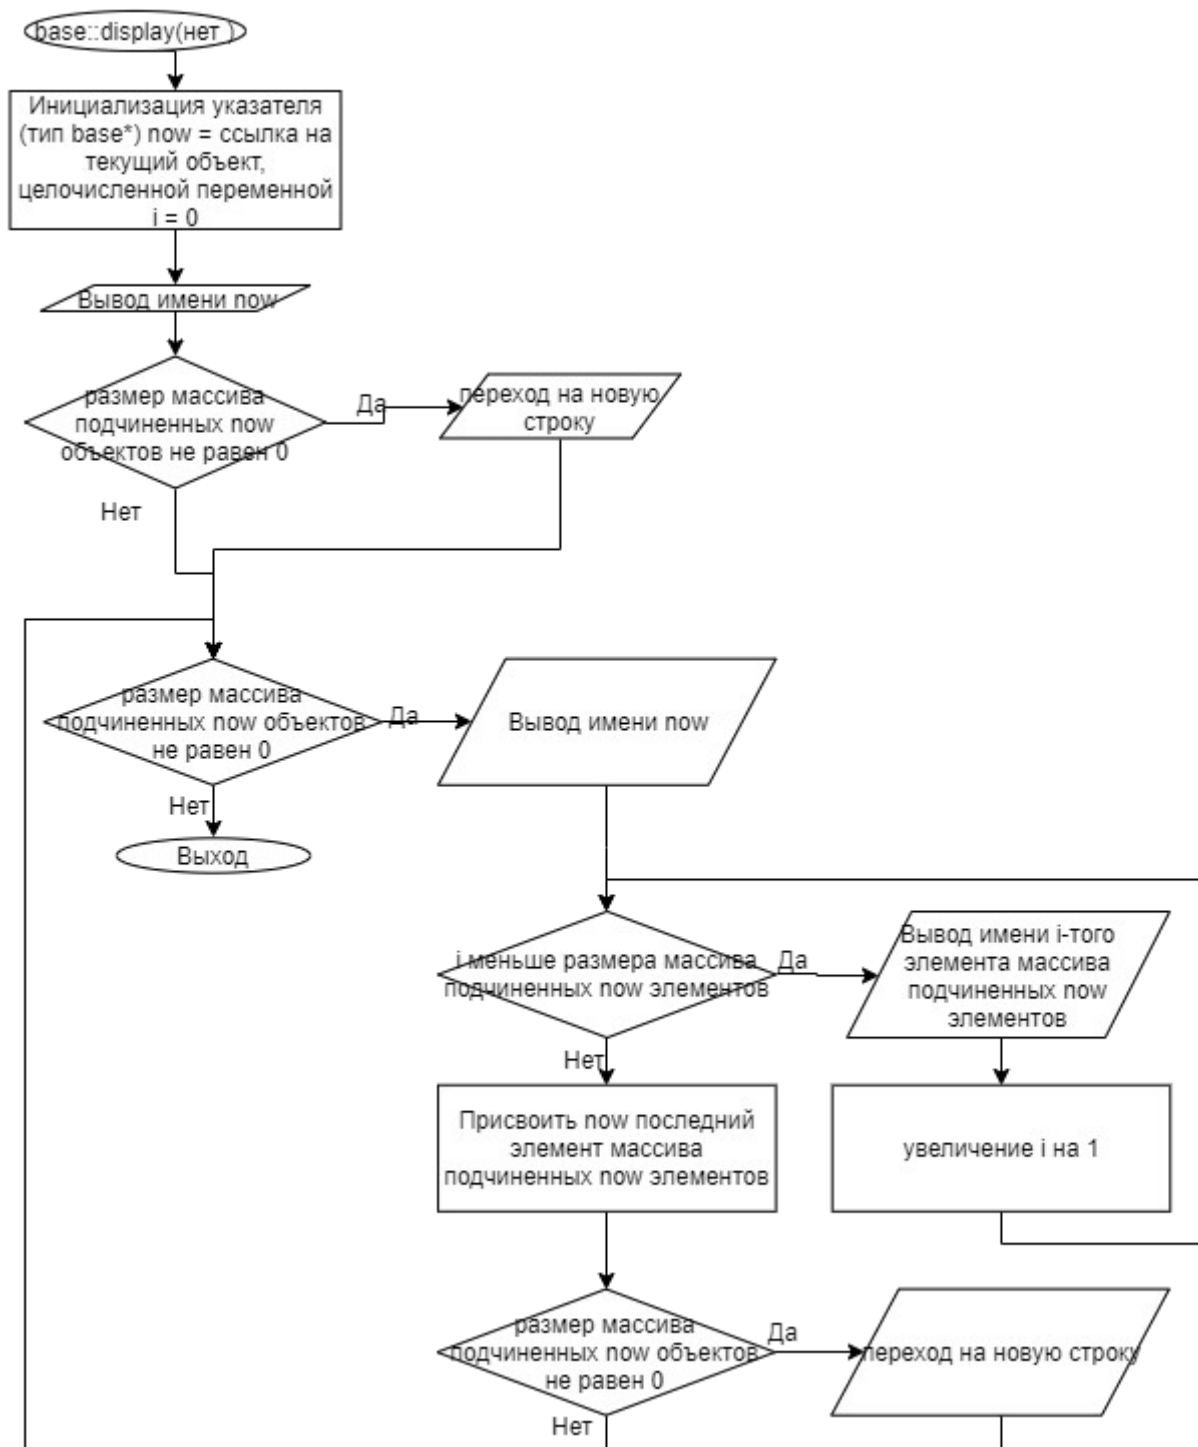 base::display(нет )
Инициализация указателя
(тип base*) now = ссылка на
текущий объект,
целочисленной переменной
i = 0
Вывод имени now
размер массива
подчиненных now
объектов не равен 0
Да
переход на новую
строку
Нет
размер массива
подчиненных now объектов
не равен 0
Да
Вывод имени now
Нет
Выход
i меньше размера массива
подчиненных now элементов
Да
Вывод имени i-того
элемента массива
подчиненных now
элементов
Нет
Присвоить now последний
элемент массива
подчиненных now элементов
увеличение i на 1
размер массива
подчиненных now объектов
не равен 0
Да
переход на новую строку
Нет